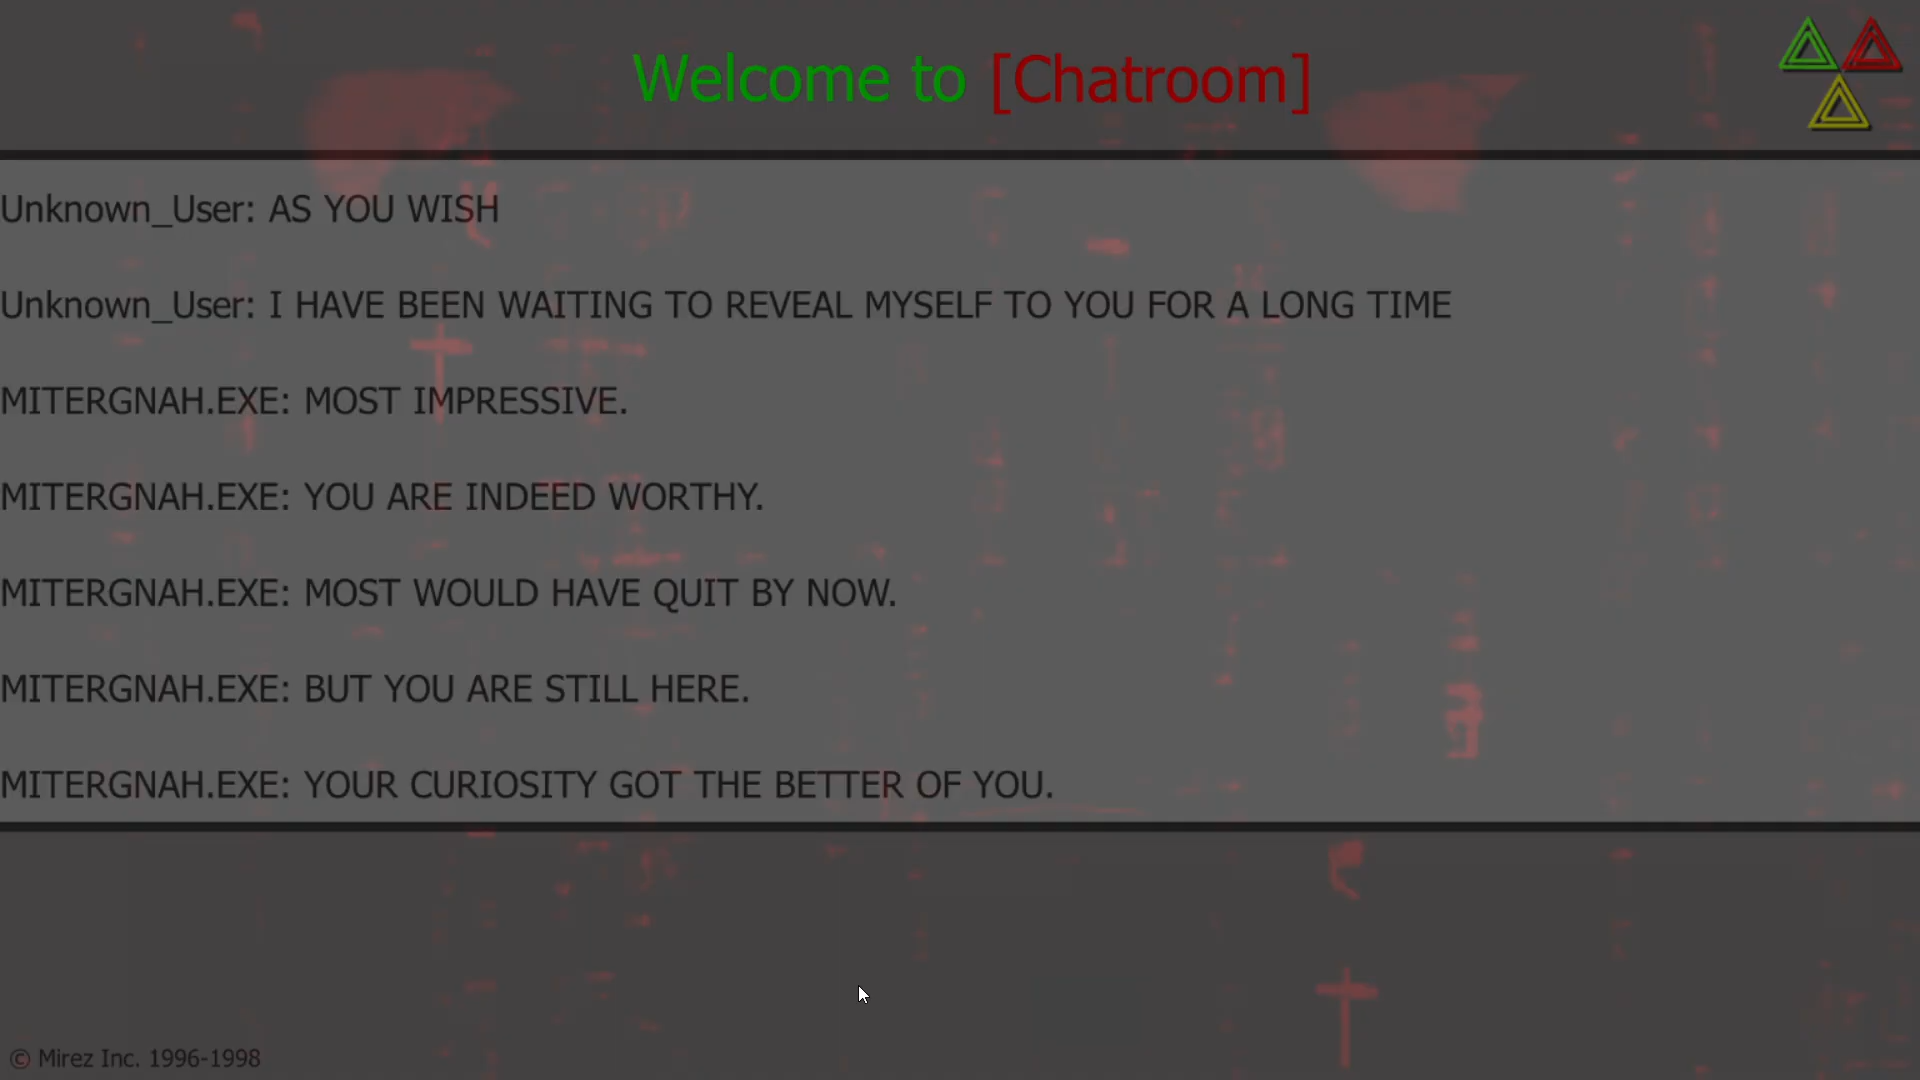 Welcome to [Chatroom]
Unknown_User: AS YOU WISH
Unknown_User: I HAVE BEEN WAITING TO REVEAL MYSELF TO YOU FOR A LONG TIME
MITERGNAH.EXE: MOST IMPRESSIVE.
MITERGNAH.EXE: YOU ARE INDEED WORTHY.
MITERGNAH.EXE: MOST WOULD HAVE QUIT BY NOW.
MITERGNAH.EXE: BUT YOU ARE STILL HERE.
MITERGNAH.EXE: YOUR CURIOSITY GOT THE BETTER OF YOU.
© Mirez Inc. 1996-1998